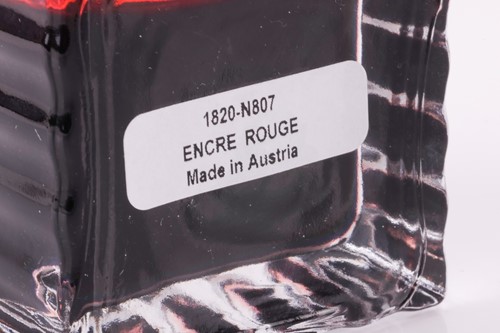 1820-N807
ENCRE ROUGE
Made in Austria